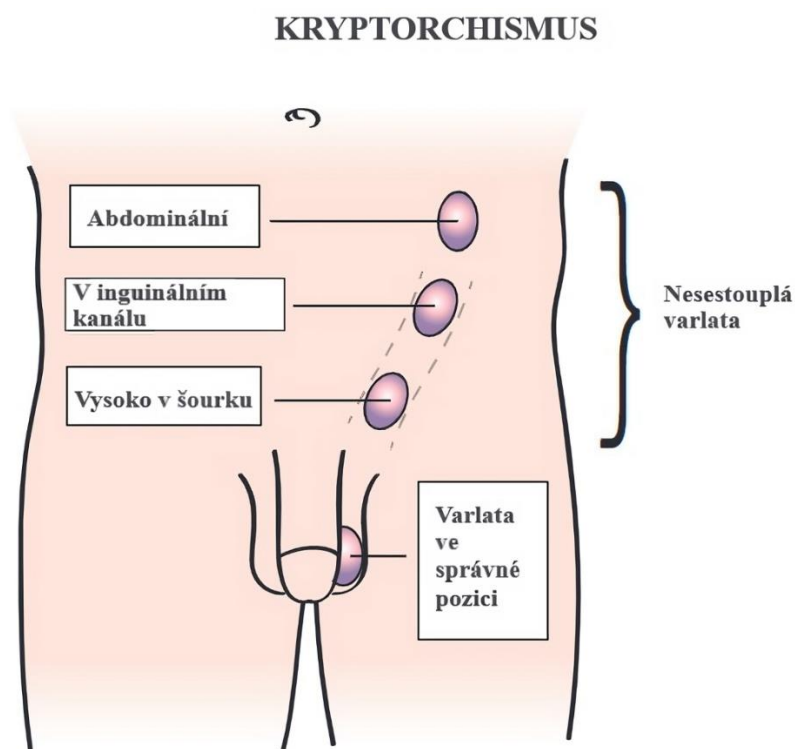 KRYPTORCHISMUS
Abdominální
V inguinálním
kanálu
Vysoko v šourku
Nesestouplá
varlata
Varlata
ve
správné
pozici